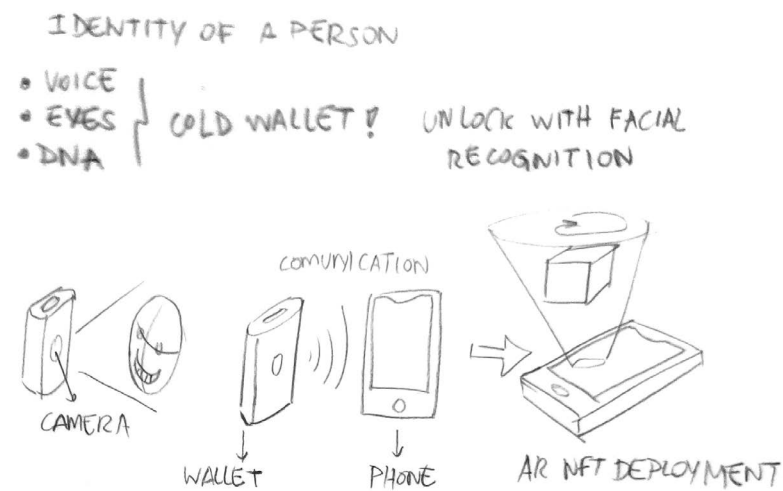 IDENTITY OF A PERSON
• VOICE
• EYES
• DNA
COLD WALLET!
UNLOCK WITH FACIAL
RECOGNITION
COMUNICATION
CAMERA
WALLET
PHONE
AR NFT DEPLOYMENT